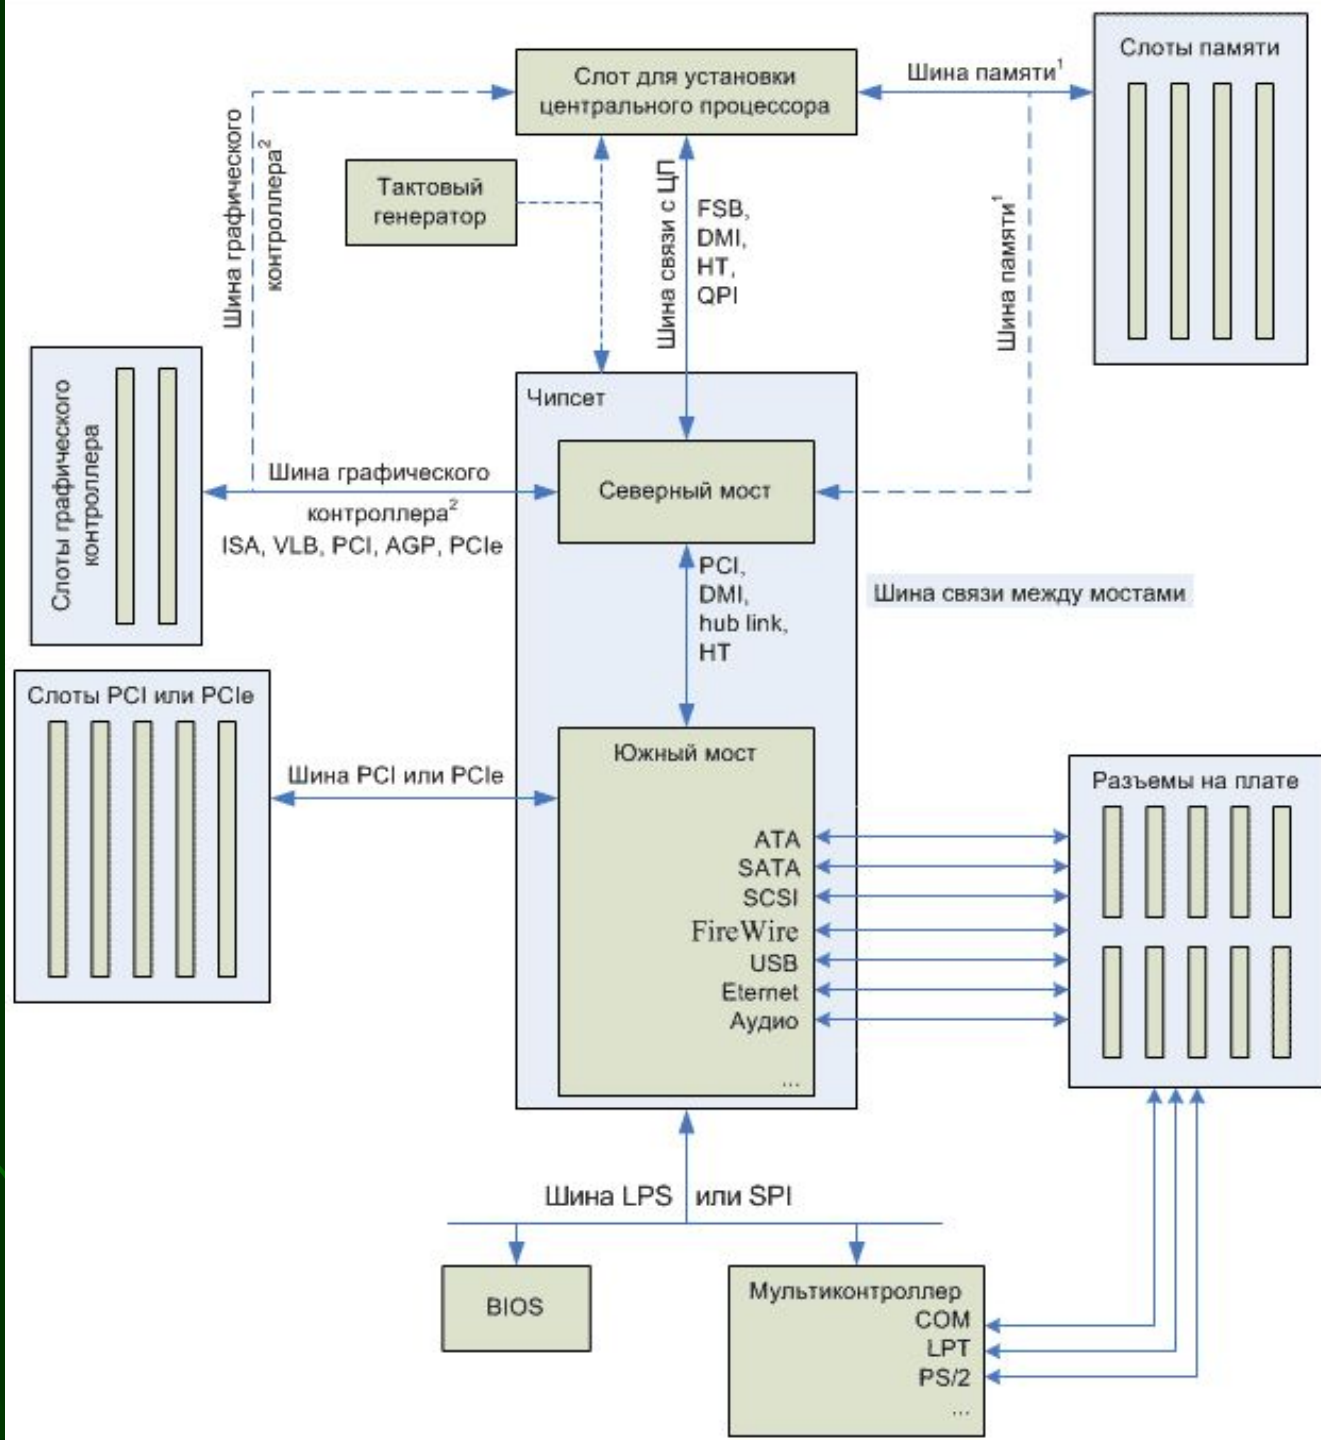 Слот для установки
центрального процессора
Шина памяти¹
Слоты памяти
Шина графического
контроллера²
Тактовый
генератор
Шина связи с ЦП
FSB,
DMI,
HT,
QPI
Шина памяти¹
Чипсет
Слоты графического
контроллера
Шина графического
контроллера²
ISA, VLB, PCI, AGP, PCIe
Северный мост
PCI,
DMI,
hub link,
HT
Шина связи между мостами
Слоты PCI или PCIe
Шина PCI или PCIe
Южный мост
ATA
SATA
SCSI
FireWire
USB
Eternet
Аудио
...
Разъемы на плате
Шина LPS или SPI
BIOS
Мультиконтроллер
COM
LPT
PS/2
...